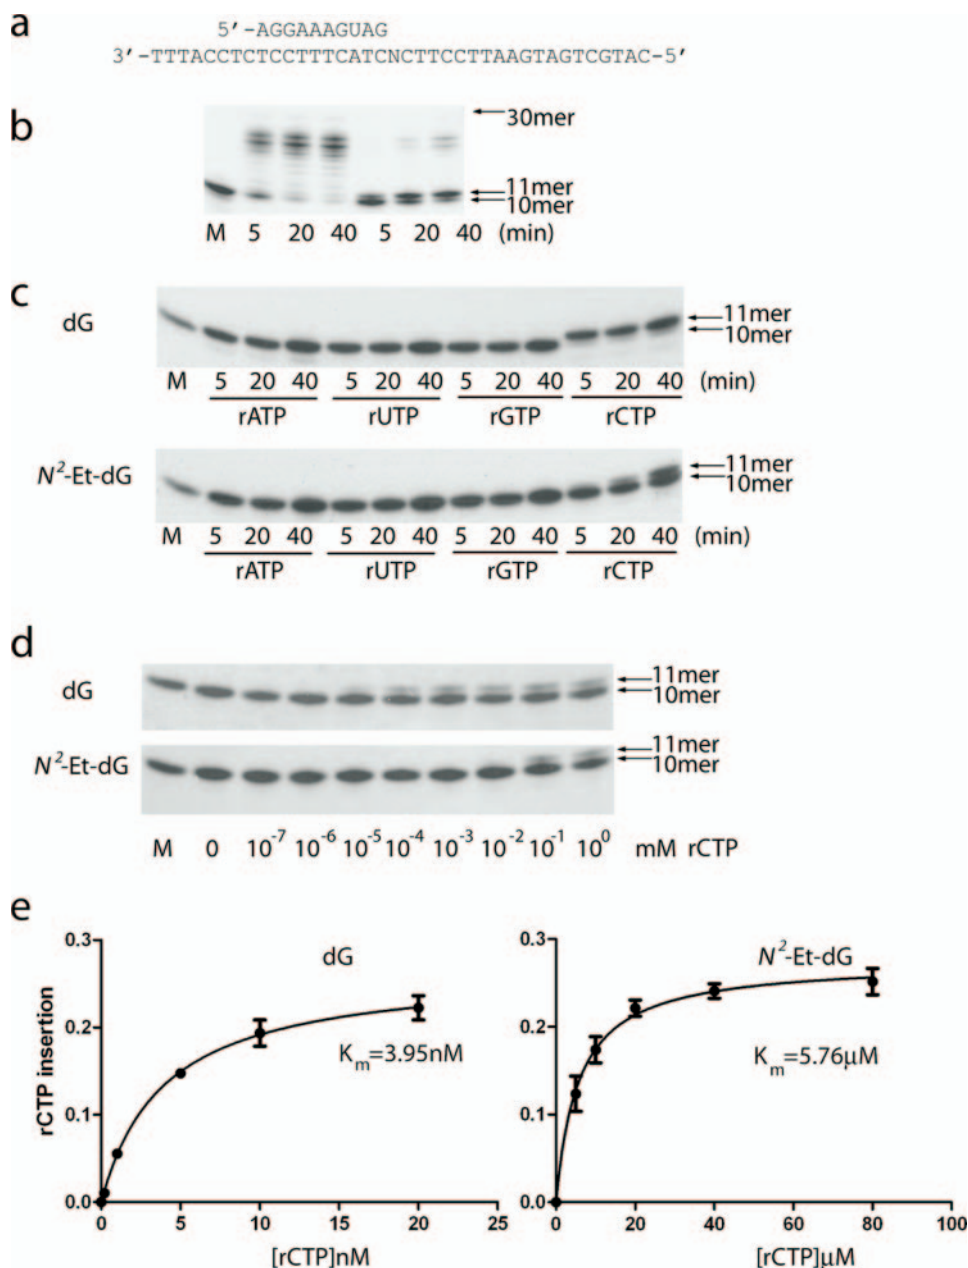 a
5′-AGGAAAGUAG
3′-TTTACCTCTCCTTTCATCNCTTCCTTAAGTAGTCGTAC-5′
b
30mer
11mer
10mer
M 5 20 40 5 20 40 (min)
c
dG
11mer
10mer
M 5 20 40 5 20 40 5 20 40 5 20 40 (min)
rATP rUTP rGTP rCTP
N²-Et-dG
11mer
10mer
M 5 20 40 5 20 40 5 20 40 5 20 40 (min)
rATP rUTP rGTP rCTP
d
dG
11mer
10mer
N²-Et-dG
11mer
10mer
M 0 10⁻⁷ 10⁻⁶ 10⁻⁵ 10⁻⁴ 10⁻³ 10⁻² 10⁻¹ 10⁰ mM rCTP
e
rCTP insertion
0.3
0.2
0.1
0.0
dG
Km=3.95nM
0 5 10 15 20 25
[rCTP]nM
0.3
0.2
0.1
0.0
N²-Et-dG
Km=5.76μM
0 20 40 60 80 100
[rCTP]μM